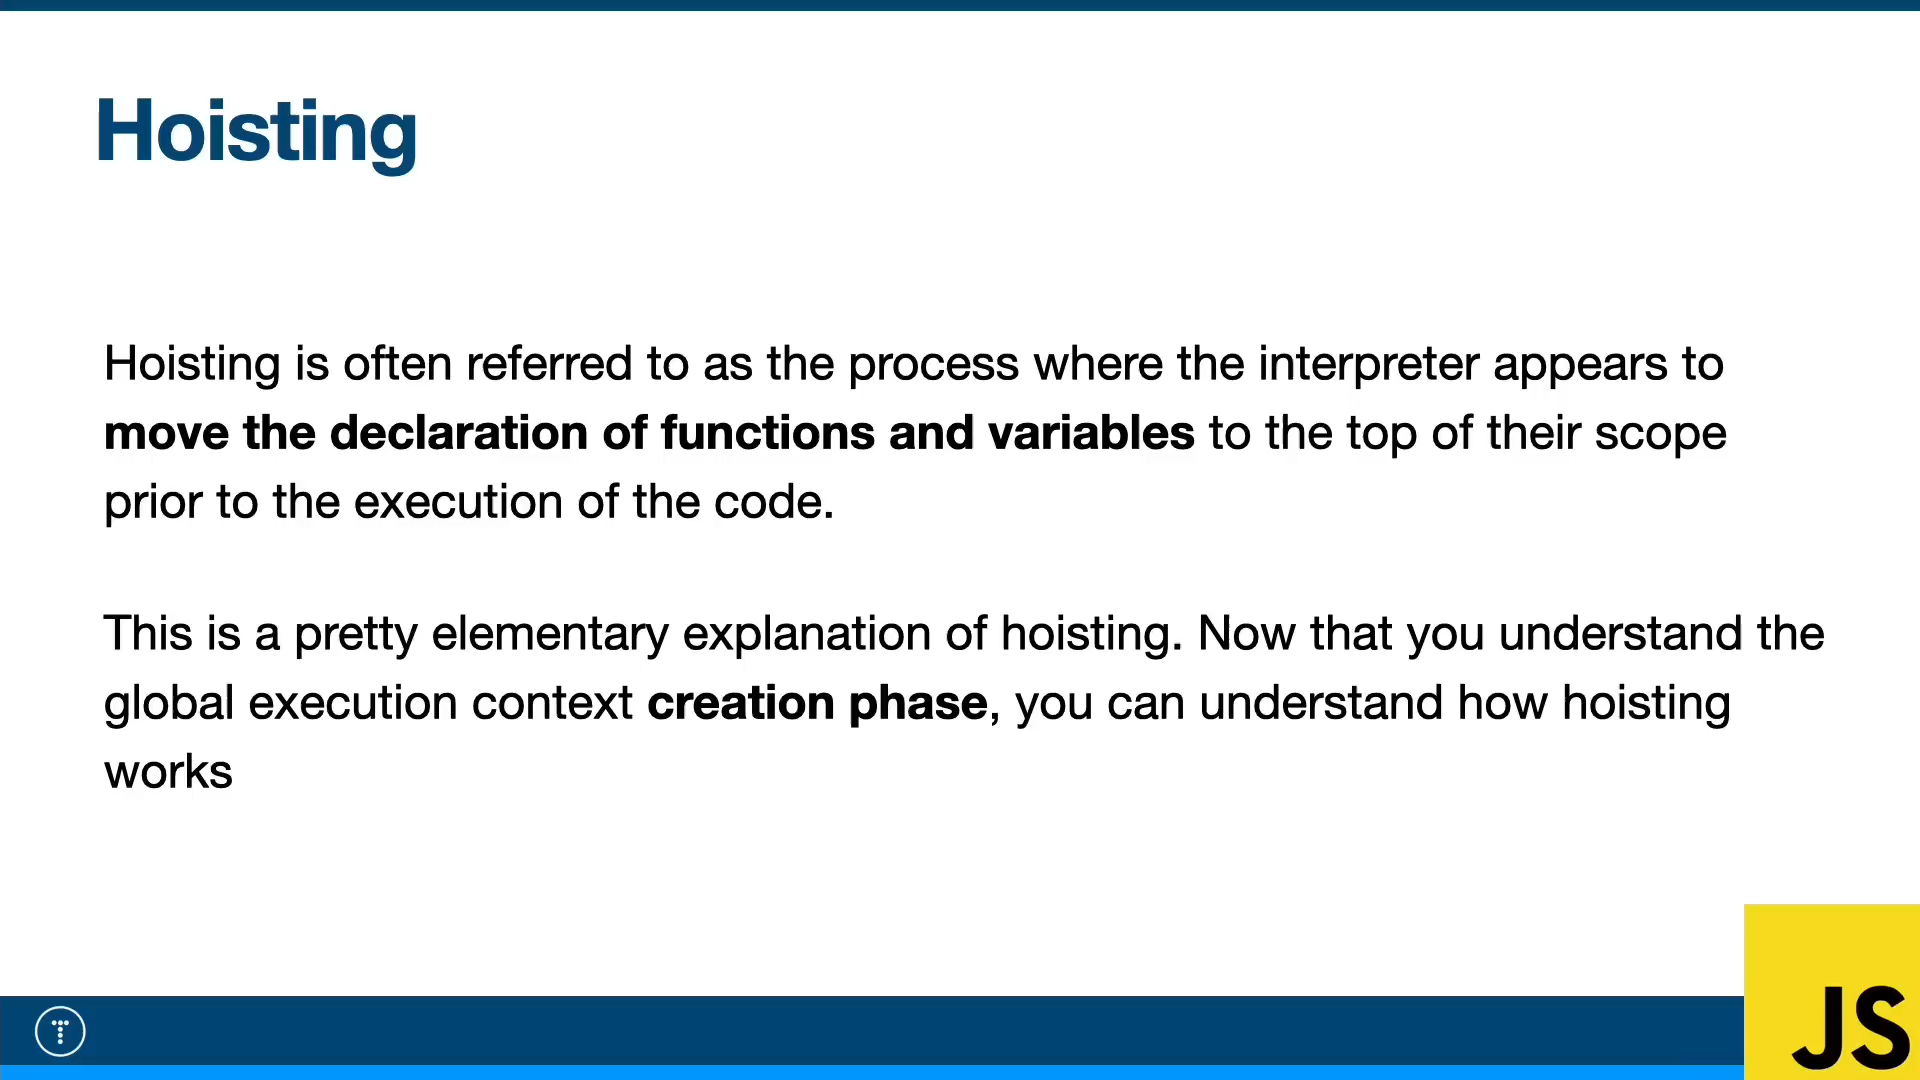 Hoisting
Hoisting is often referred to as the process where the interpreter appears to
move the declaration of functions and variables to the top of their scope
prior to the execution of the code.
This is a pretty elementary explanation of hoisting. Now that you understand the
global execution context creation phase, you can understand how hoisting
works
T
JS